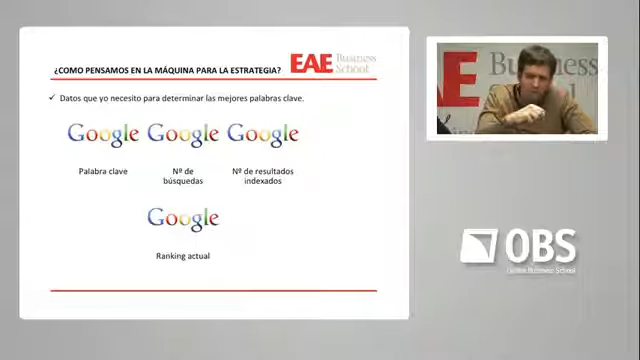 ¿COMO PENSAMOS EN LA MÁQUINA PARA LA ESTRATEGIA?
EAE Business School
✓ Datos que yo necesito para determinar las mejores palabras clave.
Google Google Google
Palabra clave
Nº de búsquedas
Nº de resultados indexados
Google
Ranking actual
EAE Business
OBS
Online Business School